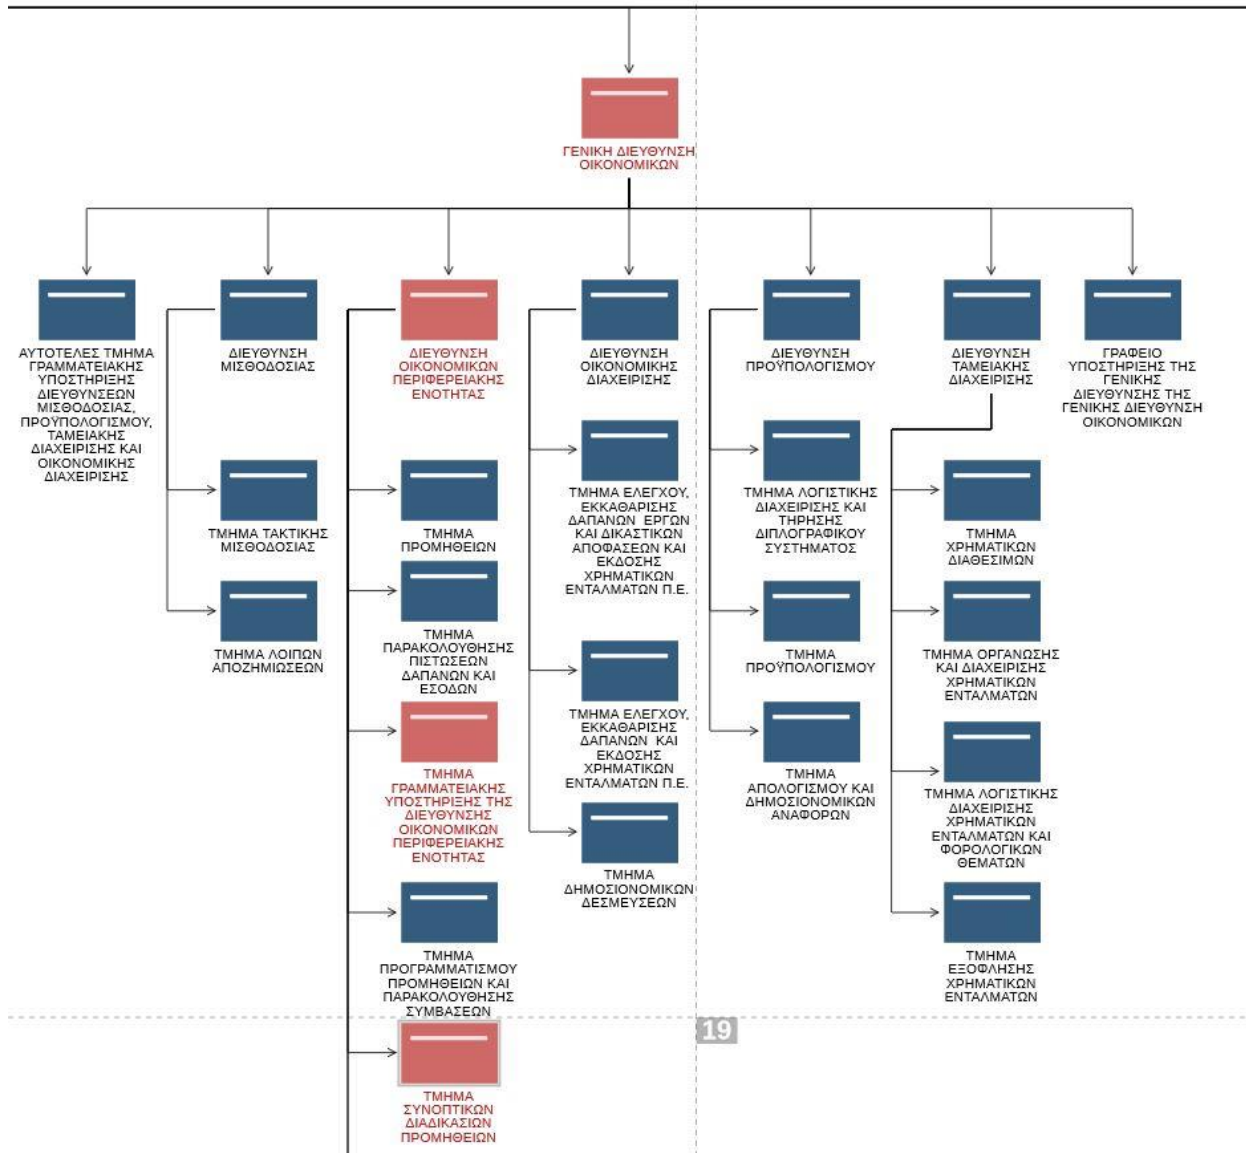 ΓΕΝΙΚΗ ΔΙΕΥΘΥΝΣΗ
ΟΙΚΟΝΟΜΙΚΩΝ
ΑΥΤΟΤΕΛΕΣ ΤΜΗΜΑ
ΓΡΑΜΜΑΤΕΙΑΚΗΣ
ΥΠΟΣΤΗΡΙΞΗΣ
ΔΙΕΥΘΥΝΣΕΩΝ
ΜΙΣΘΟΔΟΣΙΑΣ,
ΠΡΟΫΠΟΛΟΓΙΣΜΟΥ,
ΤΑΜΕΙΑΚΗΣ
ΔΙΑΧΕΙΡΙΣΗΣ ΚΑΙ
ΟΙΚΟΝΟΜΙΚΗΣ
ΔΙΑΧΕΙΡΙΣΗΣ
ΔΙΕΥΘΥΝΣΗ
ΜΙΣΘΟΔΟΣΙΑΣ
ΤΜΗΜΑ ΤΑΚΤΙΚΗΣ
ΜΙΣΘΟΔΟΣΙΑΣ
ΤΜΗΜΑ ΛΟΙΠΩΝ
ΑΠΟΖΗΜΙΩΣΕΩΝ
ΔΙΕΥΘΥΝΣΗ
ΟΙΚΟΝΟΜΙΚΩΝ
ΠΕΡΙΦΕΡΕΙΑΚΗΣ
ΕΝΟΤΗΤΑΣ
ΤΜΗΜΑ
ΠΡΟΜΗΘΕΙΩΝ
ΤΜΗΜΑ
ΠΑΡΑΚΟΛΟΥΘΗΣΗΣ
ΠΙΣΤΩΣΕΩΝ
ΔΑΠΑΝΩΝ ΚΑΙ
ΕΣΟΔΩΝ
ΤΜΗΜΑ
ΓΡΑΜΜΑΤΕΙΑΚΗΣ
ΥΠΟΣΤΗΡΙΞΗΣ ΤΗΣ
ΔΙΕΥΘΥΝΣΗΣ
ΟΙΚΟΝΟΜΙΚΩΝ
ΠΕΡΙΦΕΡΕΙΑΚΗΣ
ΕΝΟΤΗΤΑΣ
ΤΜΗΜΑ
ΠΡΟΓΡΑΜΜΑΤΙΣΜΟΥ
ΠΡΟΜΗΘΕΙΩΝ ΚΑΙ
ΠΑΡΑΚΟΛΟΥΘΗΣΗΣ
ΣΥΜΒΑΣΕΩΝ
ΤΜΗΜΑ
ΣΥΝΟΠΤΙΚΩΝ
ΔΙΑΔΙΚΑΣΙΩΝ
ΠΡΟΜΗΘΕΙΩΝ
ΔΙΕΥΘΥΝΣΗ
ΟΙΚΟΝΟΜΙΚΗΣ
ΔΙΑΧΕΙΡΙΣΗΣ
ΤΜΗΜΑ ΕΛΕΓΧΟΥ,
ΕΚΚΑΘΑΡΙΣΗΣ
ΔΑΠΑΝΩΝ ΕΡΓΩΝ
ΚΑΙ ΔΙΚΑΣΤΙΚΩΝ
ΑΠΟΦΑΣΕΩΝ ΚΑΙ
ΕΚΔΟΣΗΣ
ΧΡΗΜΑΤΙΚΩΝ
ΕΝΤΑΛΜΑΤΩΝ Π.Ε.
ΤΜΗΜΑ ΕΛΕΓΧΟΥ,
ΕΚΚΑΘΑΡΙΣΗΣ
ΔΑΠΑΝΩΝ ΚΑΙ
ΕΚΔΟΣΗΣ
ΧΡΗΜΑΤΙΚΩΝ
ΕΝΤΑΛΜΑΤΩΝ Π.Ε.
ΤΜΗΜΑ
ΔΗΜΟΣΙΟΝΟΜΙΚΩΝ
ΔΕΣΜΕΥΣΕΩΝ
ΔΙΕΥΘΥΝΣΗ
ΠΡΟΫΠΟΛΟΓΙΣΜΟΥ
ΤΜΗΜΑ ΛΟΓΙΣΤΙΚΗΣ
ΔΙΑΧΕΙΡΙΣΗΣ ΚΑΙ
ΤΗΡΗΣΗΣ
ΔΙΠΛΟΓΡΑΦΙΚΟΥ
ΣΥΣΤΗΜΑΤΟΣ
ΤΜΗΜΑ
ΠΡΟΫΠΟΛΟΓΙΣΜΟΥ
ΤΜΗΜΑ
ΑΠΟΛΟΓΙΣΜΟΥ ΚΑΙ
ΔΗΜΟΣΙΟΝΟΜΙΚΩΝ
ΑΝΑΦΟΡΩΝ
ΔΙΕΥΘΥΝΣΗ
ΤΑΜΕΙΑΚΗΣ
ΔΙΑΧΕΙΡΙΣΗΣ
ΤΜΗΜΑ
ΧΡΗΜΑΤΙΚΩΝ
ΔΙΑΘΕΣΙΜΩΝ
ΤΜΗΜΑ ΟΡΓΑΝΩΣΗΣ
ΚΑΙ ΔΙΑΧΕΙΡΙΣΗΣ
ΧΡΗΜΑΤΙΚΩΝ
ΕΝΤΑΛΜΑΤΩΝ
ΤΜΗΜΑ ΛΟΓΙΣΤΙΚΗΣ
ΔΙΑΧΕΙΡΙΣΗΣ
ΧΡΗΜΑΤΙΚΩΝ
ΕΝΤΑΛΜΑΤΩΝ ΚΑΙ
ΦΟΡΟΛΟΓΙΚΩΝ
ΘΕΜΑΤΩΝ
ΤΜΗΜΑ
ΕΞΟΦΛΗΣΗΣ
ΧΡΗΜΑΤΙΚΩΝ
ΕΝΤΑΛΜΑΤΩΝ
ΓΡΑΦΕΙΟ
ΥΠΟΣΤΗΡΙΞΗΣ ΤΗΣ
ΓΕΝΙΚΗΣ
ΔΙΕΥΘΥΝΣΗΣ ΤΗΣ
ΓΕΝΙΚΗΣ ΔΙΕΥΘΥΝΣΗ
ΟΙΚΟΝΟΜΙΚΩΝ
19